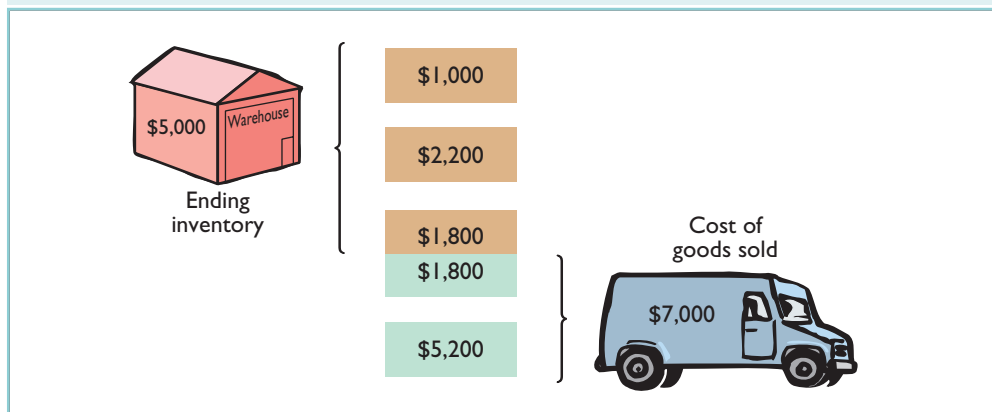 $1,000
$5,000
Warehouse
$2,200
Ending
inventory
$1,800
$1,800
Cost of
goods sold
$7,000
$5,200